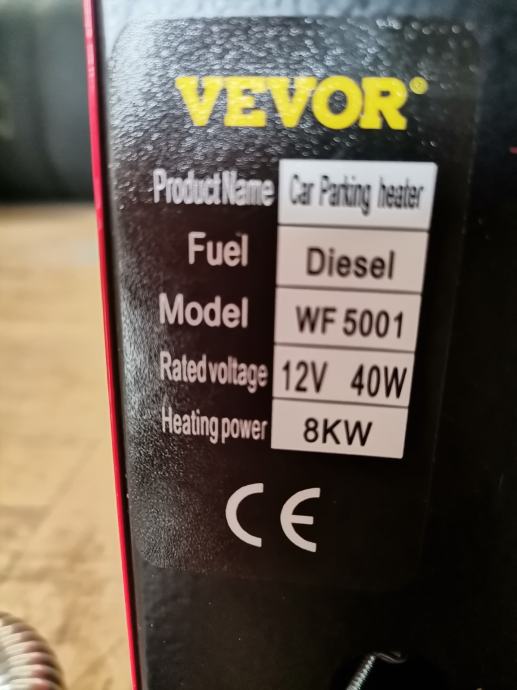 VEVOR®
Product Name Car Parking heater
Fuel Diesel
Model WF 5001
Rated voltage 12V 40W
Heating power 8KW
CE